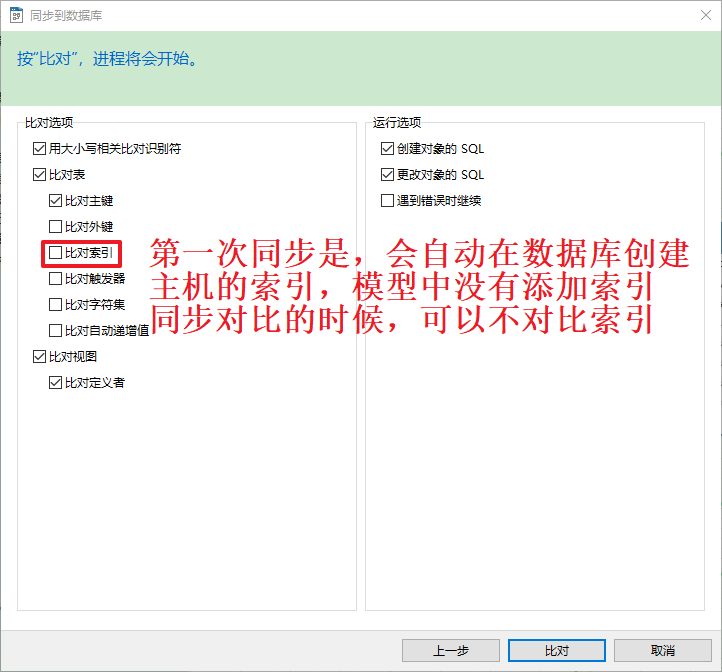 同步到数据库
按“比对”，进程将会开始。
比对选项
用大小写相关比对识别符
比对表
比对主键
比对外键
比对索引
比对触发器
比对字符集
比对自动递增值
比对视图
比对定义者
运行选项
创建对象的 SQL
更改对象的 SQL
遇到错误时继续
第一次同步是，会自动在数据库创建
主机的索引，模型中没有添加索引
同步对比的时候，可以不对比索引
上一步
比对
取消